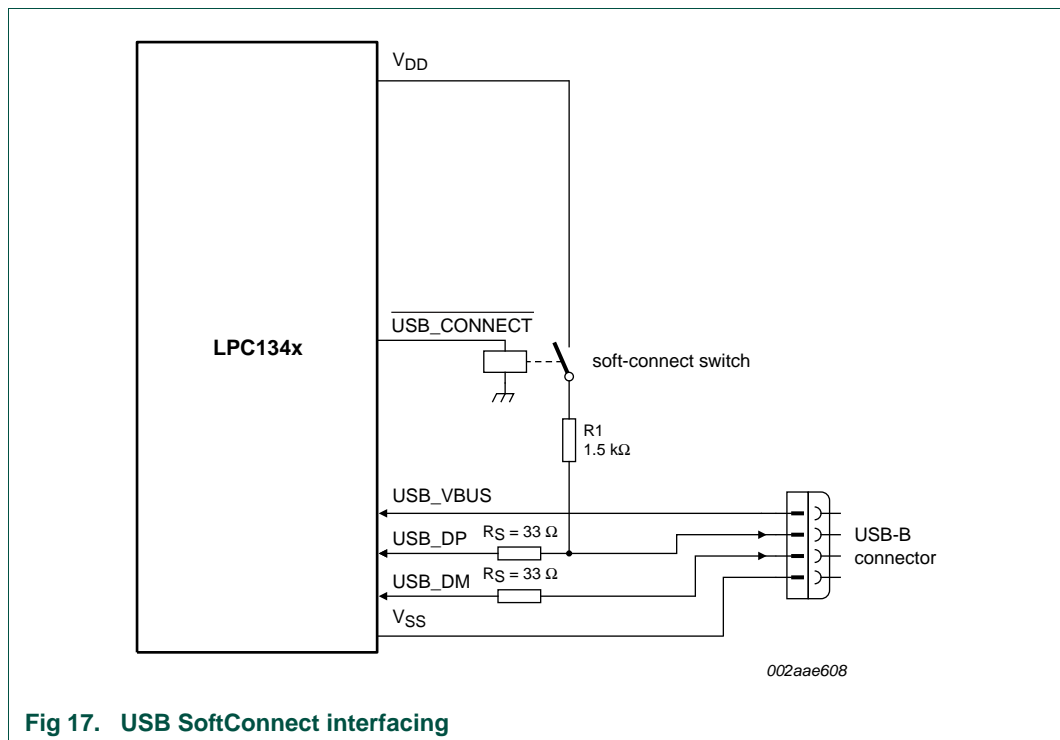 VDD
USB_CONNECT
LPC134x
soft-connect switch
R1
1.5 kΩ
USB_VBUS
USB_DP
RS = 33 Ω
USB-B
connector
USB_DM
RS = 33 Ω
VSS
002aae608
Fig 17. USB SoftConnect interfacing